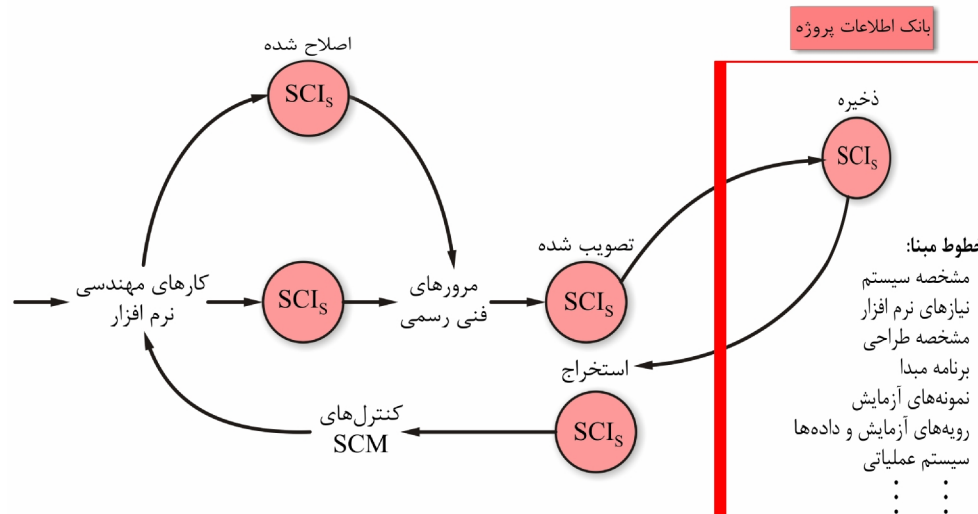 بانک اطلاعات پروژه
اصلاح شده
SCIs
ذخیره
SCIs
تصویب شده
SCIs
کارهای مهندسی
نرم افزار
SCIs
مرورهای
فنی رسمی
استخراج
SCIs
کنترل‌های
SCM
خطوط مبنا:
مشخصه سیستم
نیازهای نرم افزار
مشخصه طراحی
برنامه مبدا
نمونه‌های آزمایش
رویه‌های آزمایش و داده‌ها
سیستم عملیاتی